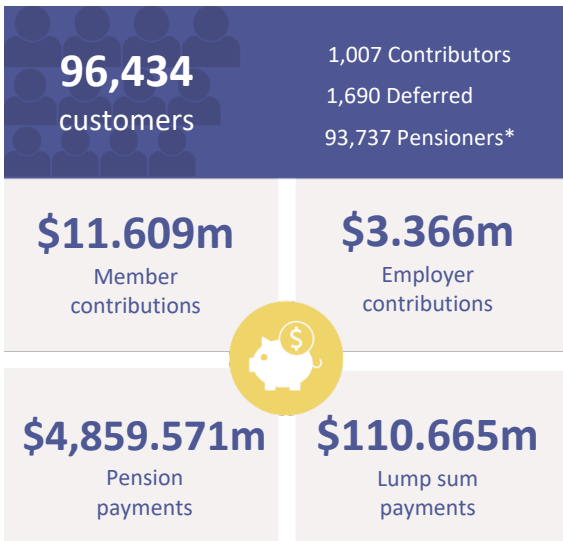 96,434
customers
1,007 Contributors
1,690 Deferred
93,737 Pensioners*
$11.609m
Member
contributions
$3.366m
Employer
contributions
$
$4,859.571m
Pension
payments
$110.665m
Lump sum
payments